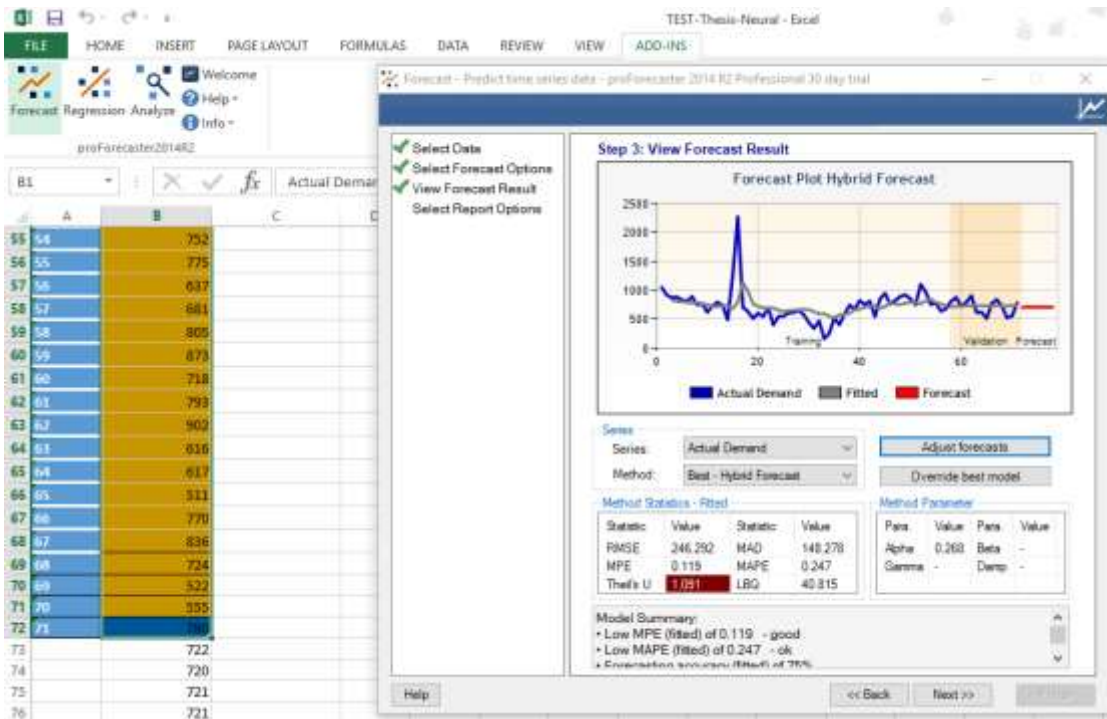 TEST-Thesis-Neural - Excel
FILE HOME INSERT PAGE LAYOUT FORMULAS DATA REVIEW VIEW ADD-INS
Forecast Regression Analyze
Welcome
Help
Info
proForecaster2014R2
B1 fx Actual Deman
A B C D
55 54 752
56 55 775
57 56 637
58 57 681
59 58 805
60 59 873
61 60 718
62 61 793
63 62 902
64 63 616
65 64 617
66 65 511
67 66 770
68 67 836
69 68 724
70 69 522
71 70 555
72 71
73 722
74 720
75 721
76 721
Forecast - Predict time series data - proForecaster 2014 R2 Professional 30 day trial
Select Data
Select Forecast Options
View Forecast Result
Select Report Options
Step 3: View Forecast Result
Forecast Plot Hybrid Forecast
2500
2000
1500
1000
500
0
Training Validation Forecast
0 20 40 60
Actual Demand Fitted Forecast
Series
Series: Actual Demand
Method: Best - Hybrid Forecast
Adjust forecasts
Override best model
Method Statistics - Fitted
Statistic Value Statistic Value
RMSE 246.292 MAD 148.278
MPE 0.119 MAPE 0.247
Theil's U 1.091 LBQ 40.815
Method Parameter
Para. Value Para. Value
Alpha 0.268 Beta -
Gamma - Damp -
Model Summary:
• Low MPE (fitted) of 0.119 - good
• Low MAPE (fitted) of 0.247 - ok
• Forecasting accuracy (fitted) of 75%
Help << Back Next >>